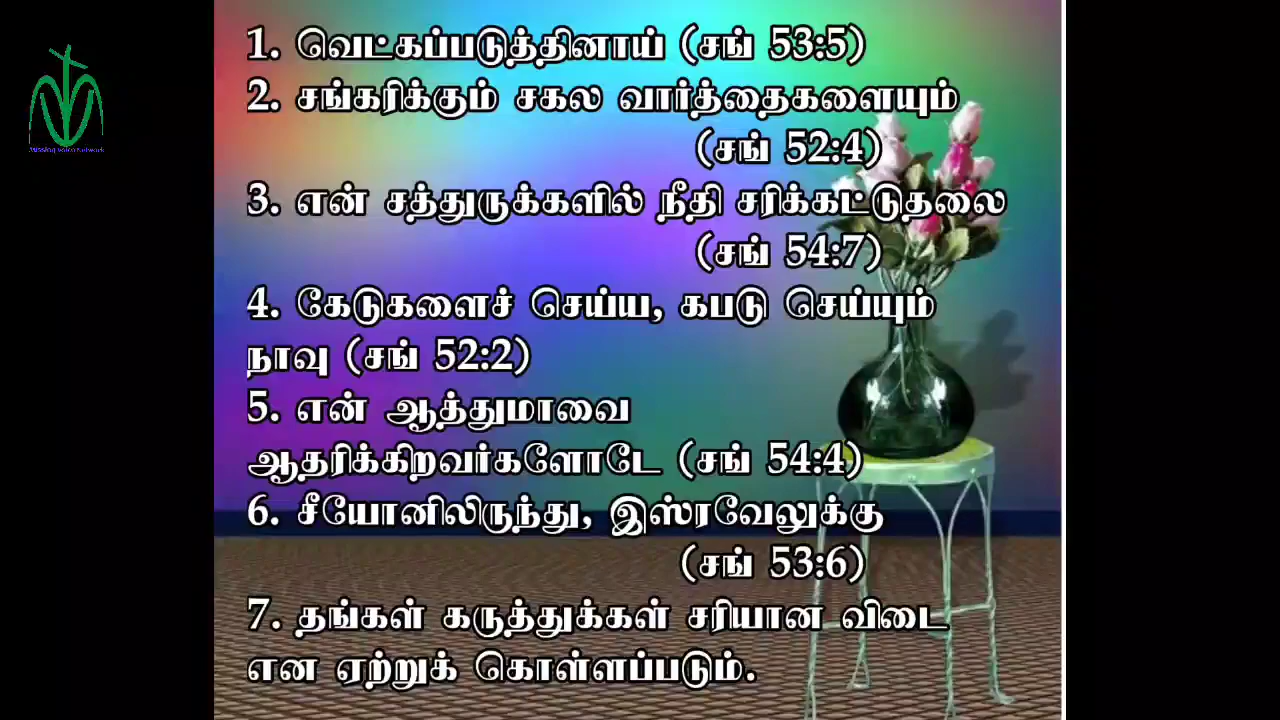 1. வெட்கப்படுத்தினாய் (சங் 53:5)
2. சங்கரிக்கும் சகல வார்த்தைகளையும்
(சங் 52:4)
3. என் சத்துருக்களில் நீதி சரிக்கட்டுதலை
(சங் 54:7)
4. கேடுகளைச் செய்ய, கபடு செய்யும்
நாவு (சங் 52:2)
5. என் ஆத்துமாவை
ஆதரிக்கிறவர்களோடே (சங் 54:4)
6. சீயோனிலிருந்து, இஸ்ரவேலுக்கு
(சங் 53:6)
7. தங்கள் கருத்துக்கள் சரியான விடை
என ஏற்றுக் கொள்ளப்படும்.